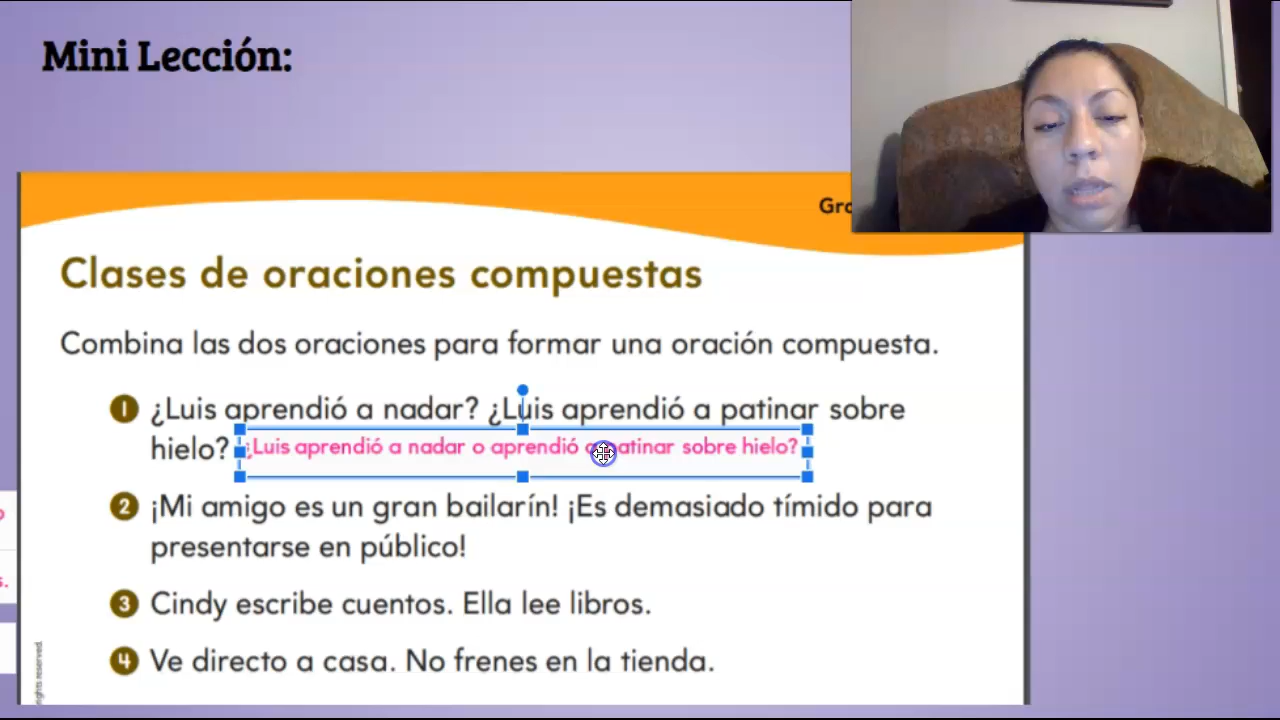 Mini Lección:
Clases de oraciones compuestas
Combina las dos oraciones para formar una oración compuesta.
1 ¿Luis aprendió a nadar? ¿Luis aprendió a patinar sobre
hielo? ¿Luis aprendió a nadar o aprendió a patinar sobre hielo?
2 ¡Mi amigo es un gran bailarín! ¡Es demasiado tímido para
presentarse en público!
3 Cindy escribe cuentos. Ella lee libros.
4 Ve directo a casa. No frenes en la tienda.
reserved.